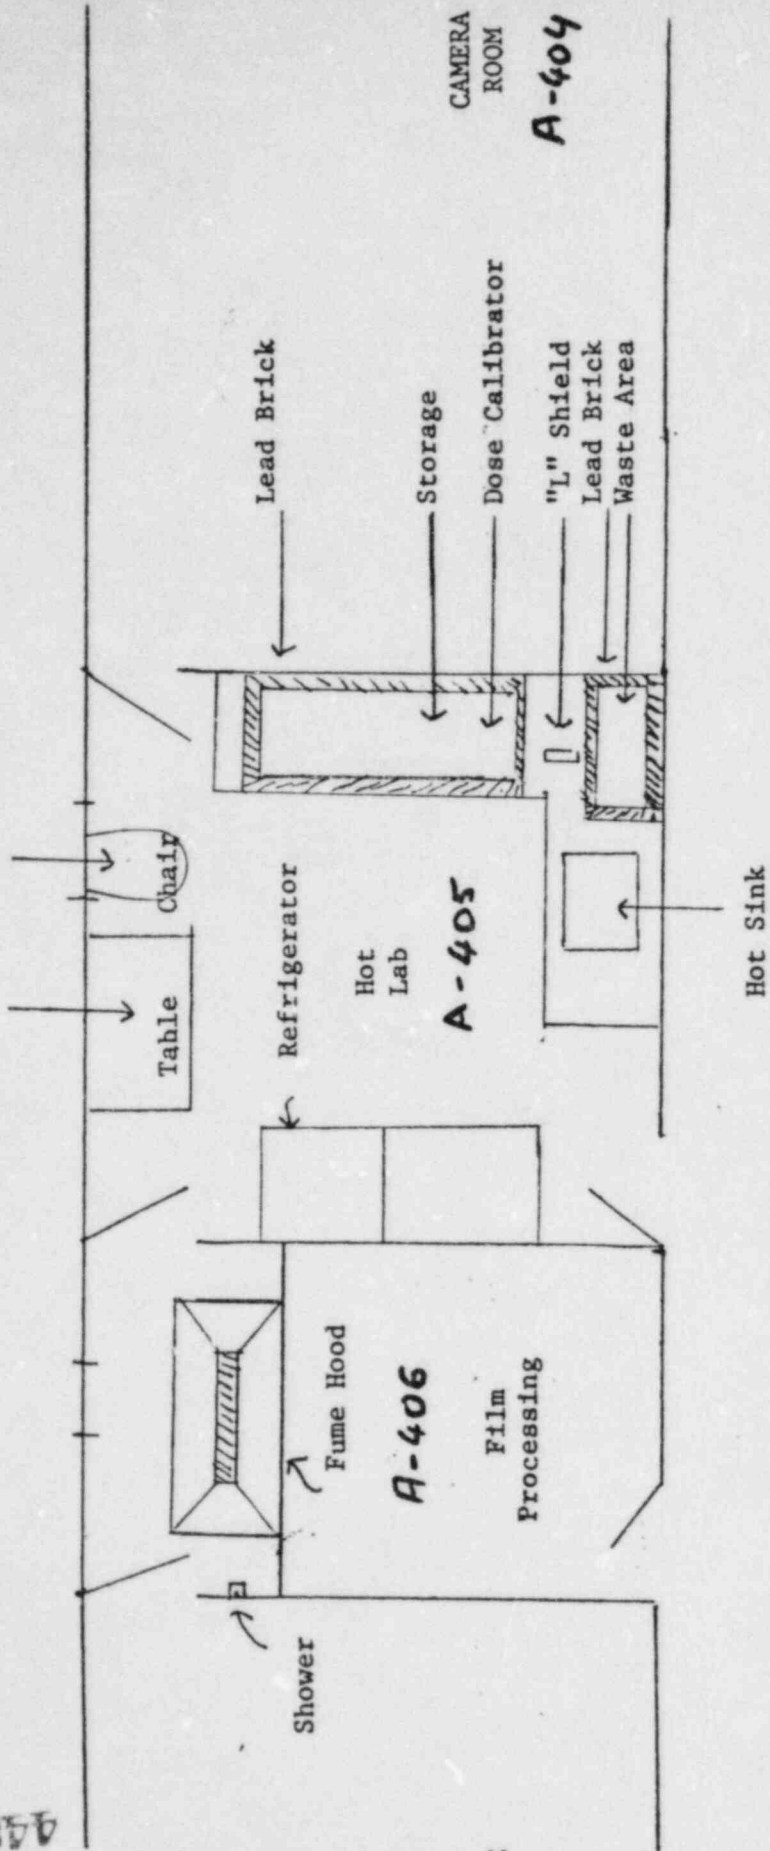 CAMERA
ROOM
A-404
Lead Brick
Storage
Dose Calibrator
"L" Shield
Lead Brick
Waste Area
Chair
Table
Refrigerator
Hot
Lab
A-405
Hot Sink
Fume Hood
A-406
Film
Processing
Shower